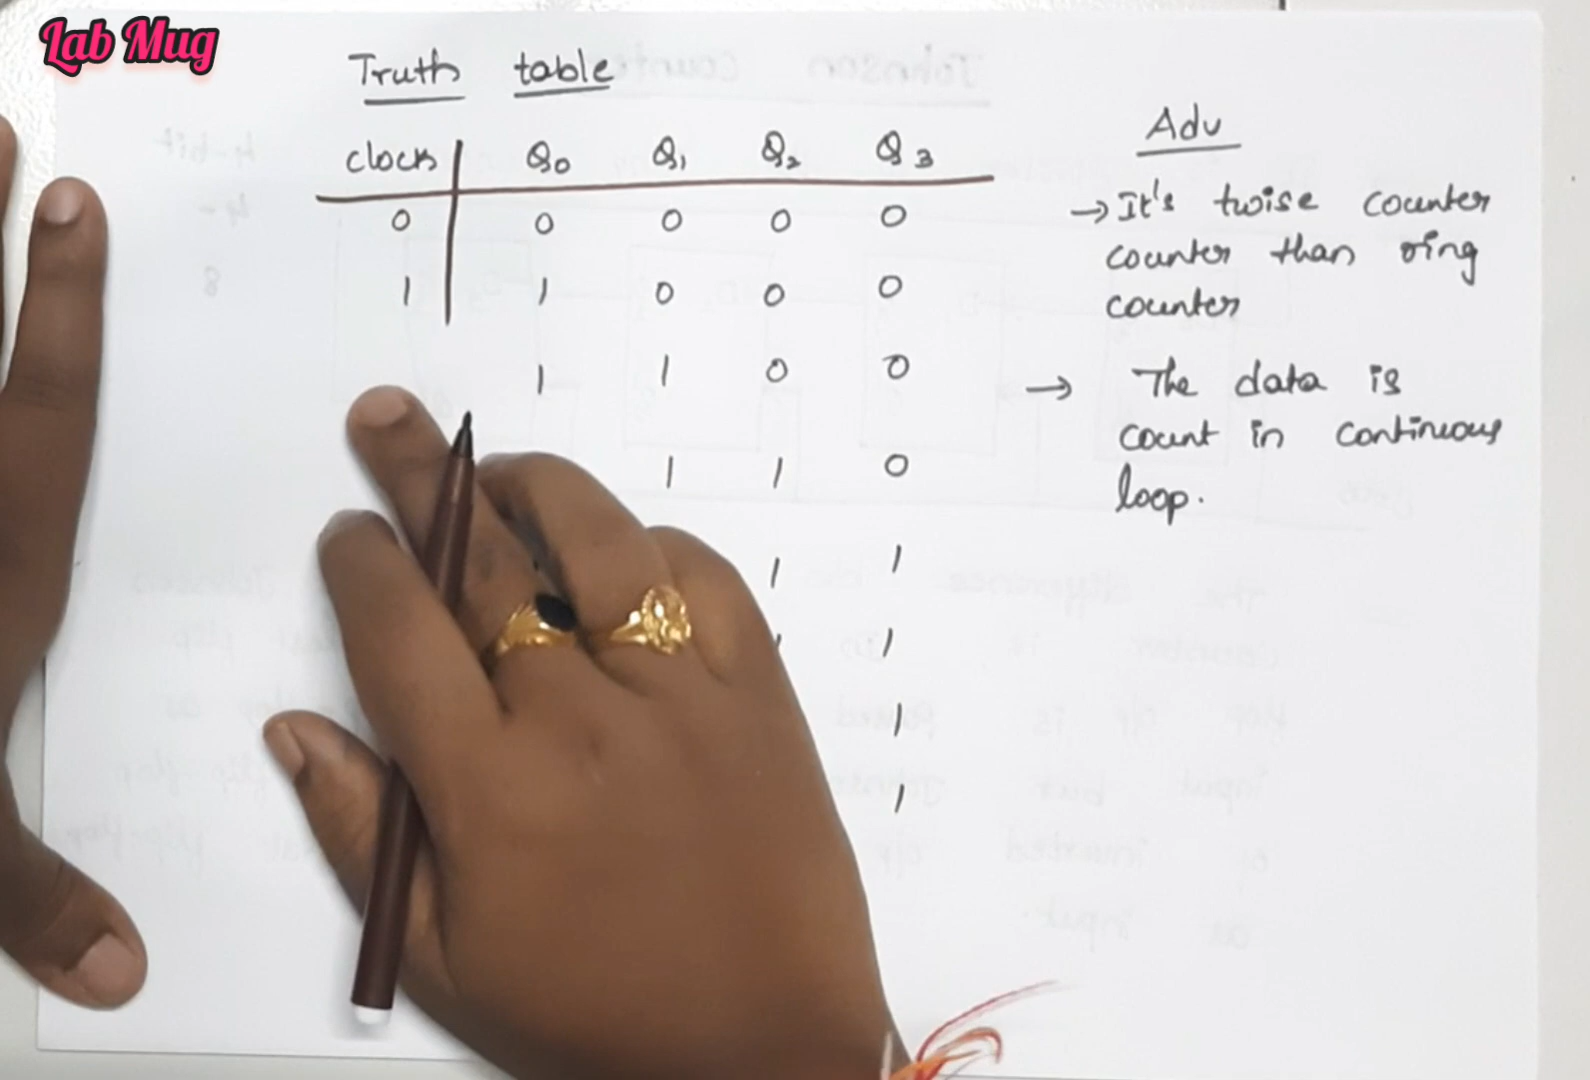 Lab Mug
Truth table
clock Q0 Q1 Q2 Q3
0 0 0 0 0
1 1 0 0 0
1 1 0 0
1 1 0
1 1
1
1
1
Adv
→ It's twise counter
counter than ring
counter
→ The data is
count in continuous
loop.